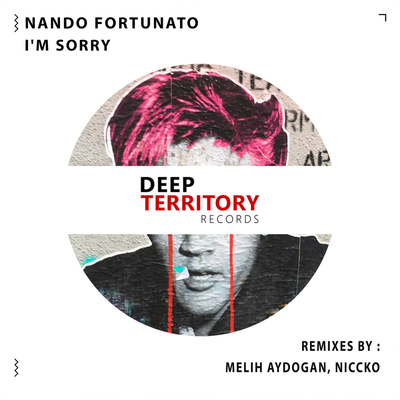 NANDO FORTUNATO
I'M SORRY
DEEP
TERRITORY
RECORDS
REMIXES BY :
MELIH AYDOGAN, NICCKO